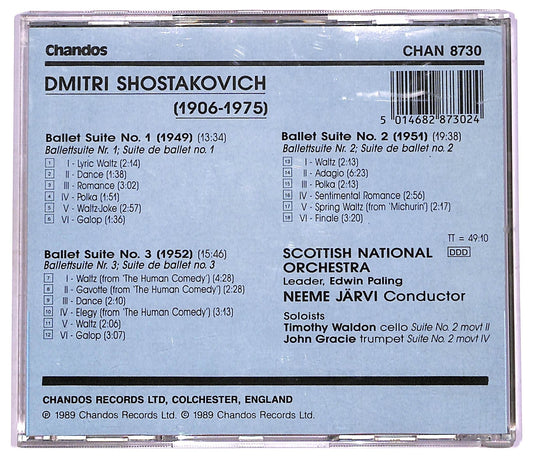 Chandos
CHAN 8730
DMITRI SHOSTAKOVICH
(1906-1975)
5 014682 873024
Ballet Suite No. 1 (1949) (13:34)
Ballettsuite Nr. 1; Suite de ballet no. 1
1 I - Lyric Waltz (2:14)
2 II - Dance (1:38)
3 III - Romance (3:02)
4 IV - Polka (1:51)
5 V - Waltz-Joke (2:57)
6 VI - Galop (1:36)
Ballet Suite No. 3 (1952) (15:46)
Ballettsuite Nr. 3; Suite de ballet no. 3
7 I - Waltz (from 'The Human Comedy') (4:28)
8 II - Gavotte (from 'The Human Comedy') (2:28)
9 III - Dance (2:10)
10 IV - Elegy (from 'The Human Comedy') (3:13)
11 V - Waltz (2:06)
12 VI - Galop (3:07)
Ballet Suite No. 2 (1951) (19:38)
Ballettsuite Nr. 2; Suite de ballet no. 2
13 I - Waltz (2:13)
14 II - Adagio (6:23)
15 III - Polka (2:13)
16 IV - Sentimental Romance (2:56)
17 V - Spring Waltz (from 'Michurin') (2:17)
18 VI - Finale (3:20)
TT = 49:10
DDD
SCOTTISH NATIONAL
ORCHESTRA
Leader, Edwin Paling
NEEME JÄRVI Conductor
Soloists
Timothy Waldon cello Suite No. 2 movt II
John Gracie trumpet Suite No. 2 movt IV
CHANDOS RECORDS LTD, COLCHESTER, ENGLAND
℗ 1989 Chandos Records Ltd. © 1989 Chandos Records Ltd.